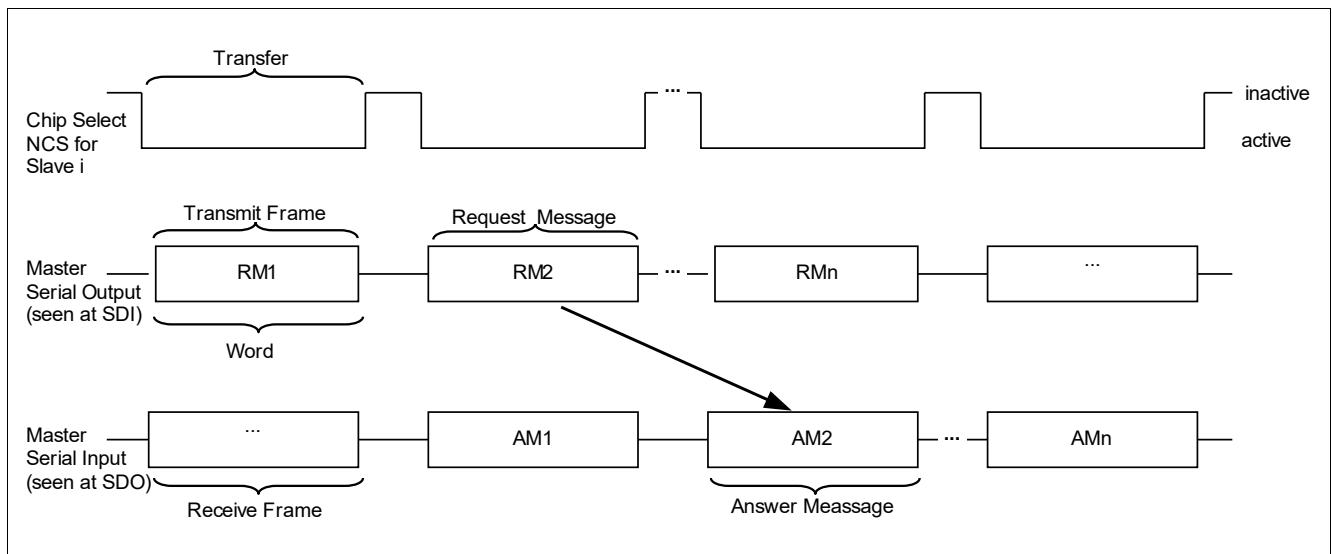 Transfer
...
inactive
Chip Select
NCS for
Slave i
active
Transmit Frame
Request Message
Master
Serial Output
(seen at SDI)
RM1
RM2
...
RMn
...
Word
Master
Serial Input
(seen at SDO)
...
AM1
AM2
...
AMn
Receive Frame
Answer Meassage